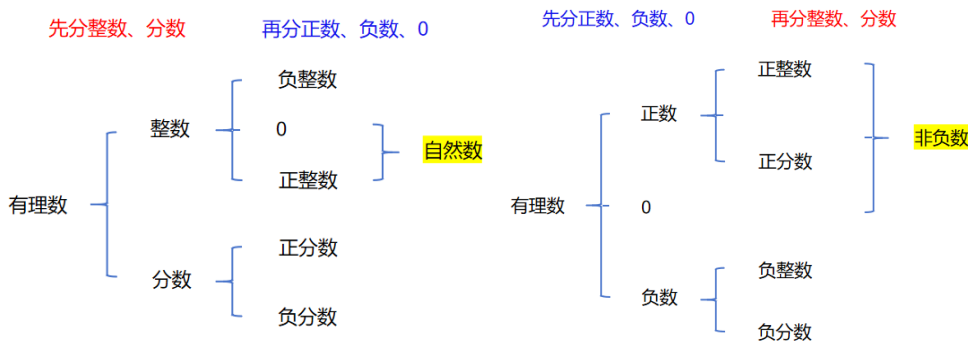 先分整数、分数
再分正数、负数、0
负整数
整数
0
自然数
正整数
有理数
正分数
分数
负分数
先分正数、负数、0
再分整数、分数
正整数
正数
非负数
正分数
有理数
0
负整数
负数
负分数